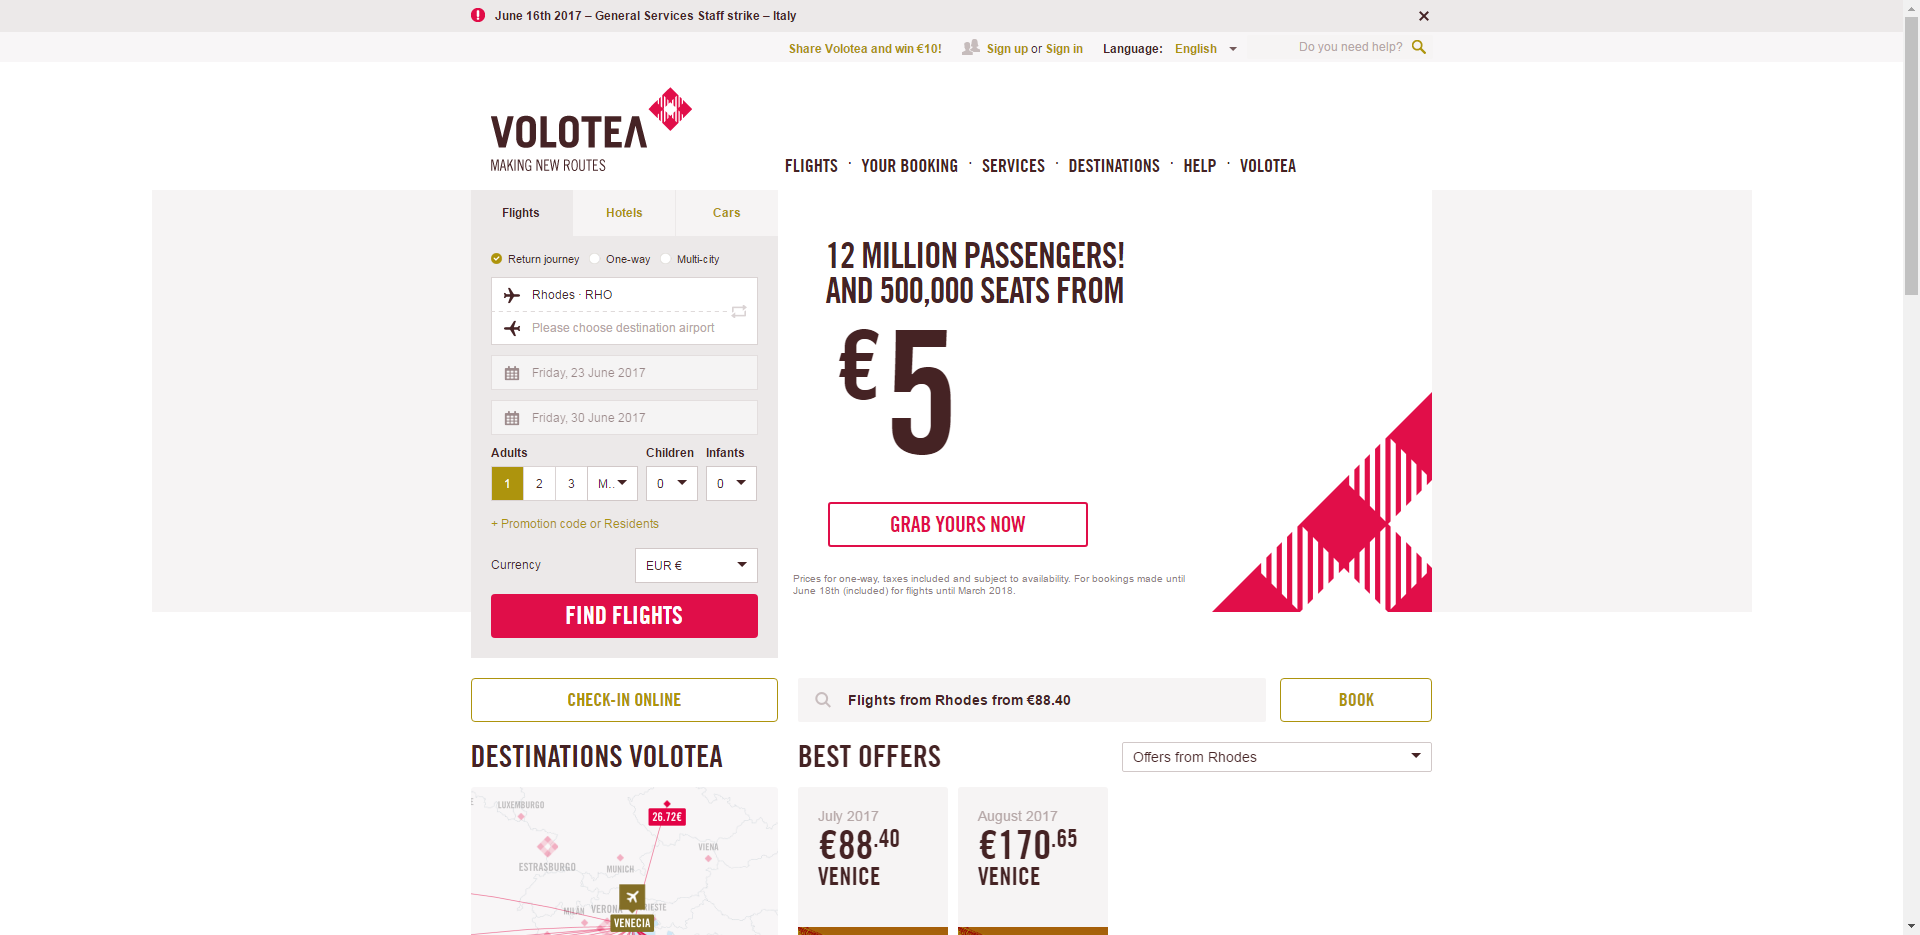 June 16th 2017 – General Services Staff strike – Italy
Share Volotea and win €10!
Sign up or Sign in
Language: English
Do you need help?
VOLOTEA
MAKING NEW ROUTES
FLIGHTS · YOUR BOOKING · SERVICES · DESTINATIONS · HELP · VOLOTEA
Flights
Hotels
Cars
Return journey
One-way
Multi-city
Rhodes · RHO
Please choose destination airport
Friday, 23 June 2017
Friday, 30 June 2017
Adults
Children
Infants
1
2
3
M..
0
0
+ Promotion code or Residents
Currency
EUR €
FIND FLIGHTS
12 MILLION PASSENGERS!
AND 500,000 SEATS FROM
€5
GRAB YOURS NOW
Prices for one-way, taxes included and subject to availability. For bookings made until
June 18th (included) for flights until March 2018.
CHECK-IN ONLINE
Flights from Rhodes from €88.40
BOOK
DESTINATIONS VOLOTEA
BEST OFFERS
Offers from Rhodes
LUXEMBURGO
26.72€
ESTRASBURGO
MUNICH
VIENA
MILÁN
VERONA
RIESTE
VENECIA
July 2017
€88.40
VENICE
August 2017
€170.65
VENICE